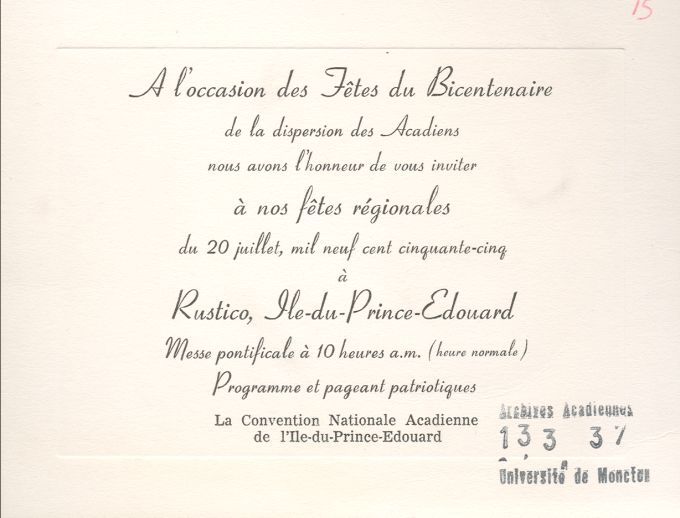 15
A l'occasion des Fêtes du Bicentenaire
de la dispersion des Acadiens
nous avons l'honneur de vous inviter
à nos fêtes régionales
du 20 juillet, mil neuf cent cinquante-cinq
à
Rustico, Ile-du-Prince-Edouard
Messe pontificale à 10 heures a.m. (heure normale)
Programme et pageant patriotiques
La Convention Nationale Acadienne
de l'Ile-du-Prince-Edouard
Archives Acadiennes
133 37
Université de Moncton